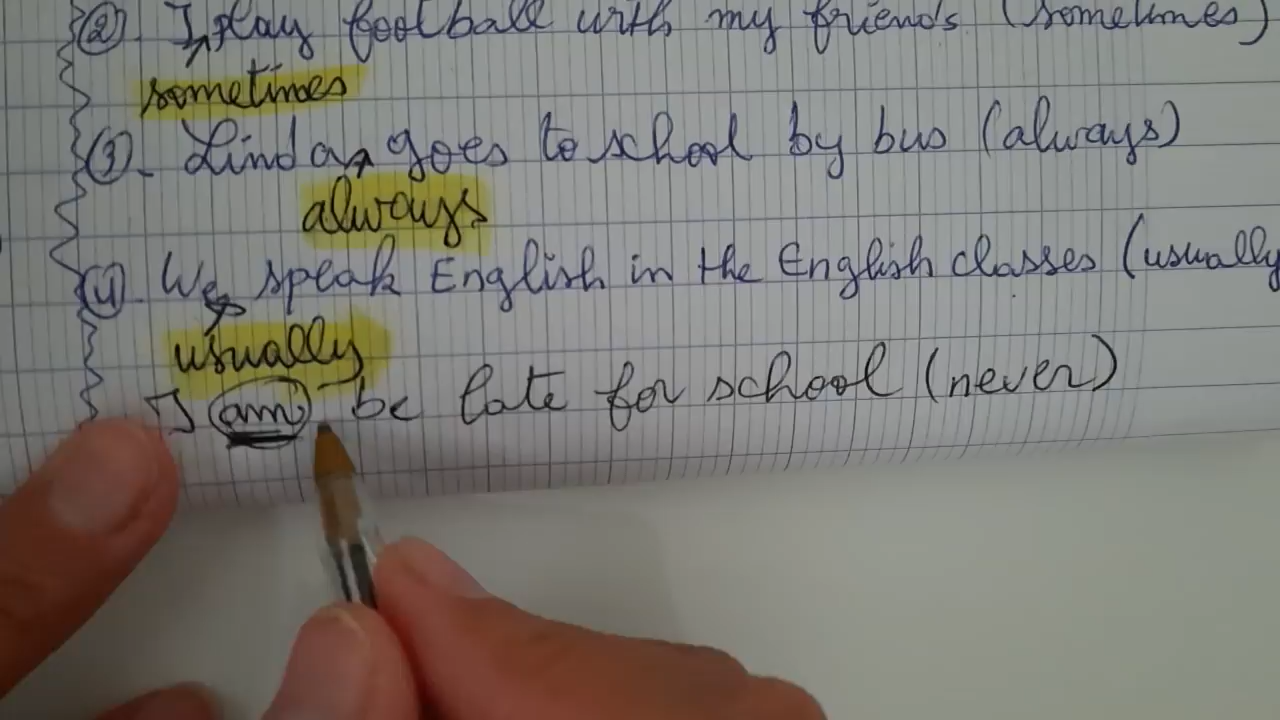 ②. I play football with my friends (sometimes)
sometimes
③. Linda goes to school by bus (always)
always
④. We speak English in the English classes (usually
usually
I am be late for school (never)